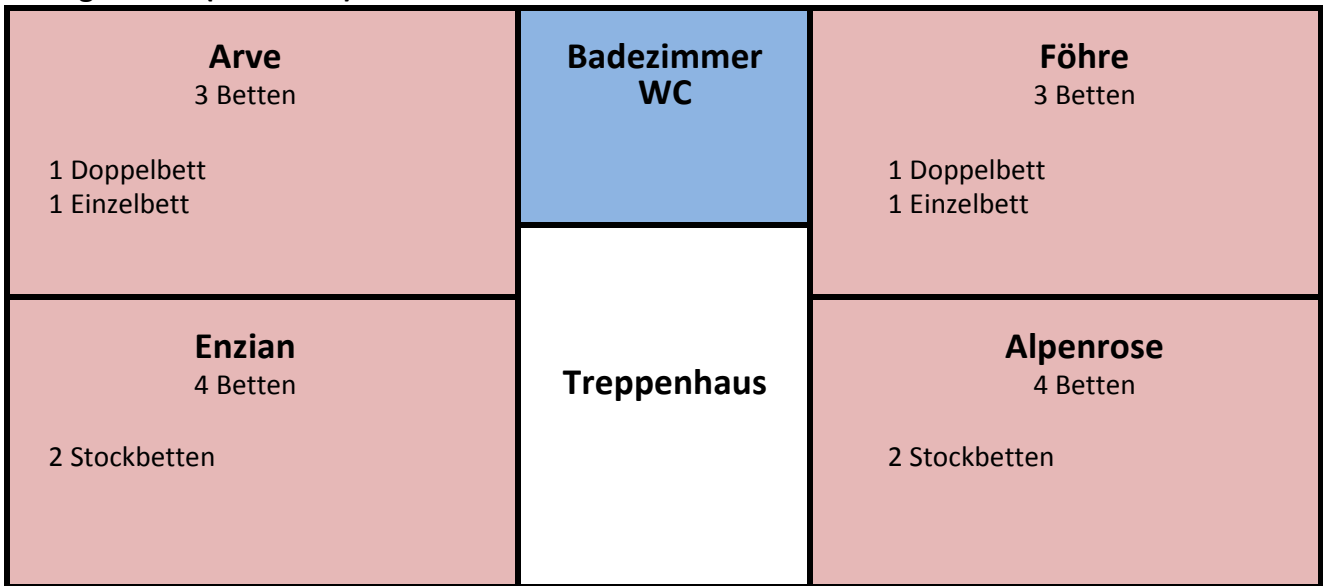 Arve
3 Betten
1 Doppelbett
1 Einzelbett
Badezimmer
WC
Föhre
3 Betten
1 Doppelbett
1 Einzelbett
Enzian
4 Betten
2 Stockbetten
Treppenhaus
Alpenrose
4 Betten
2 Stockbetten